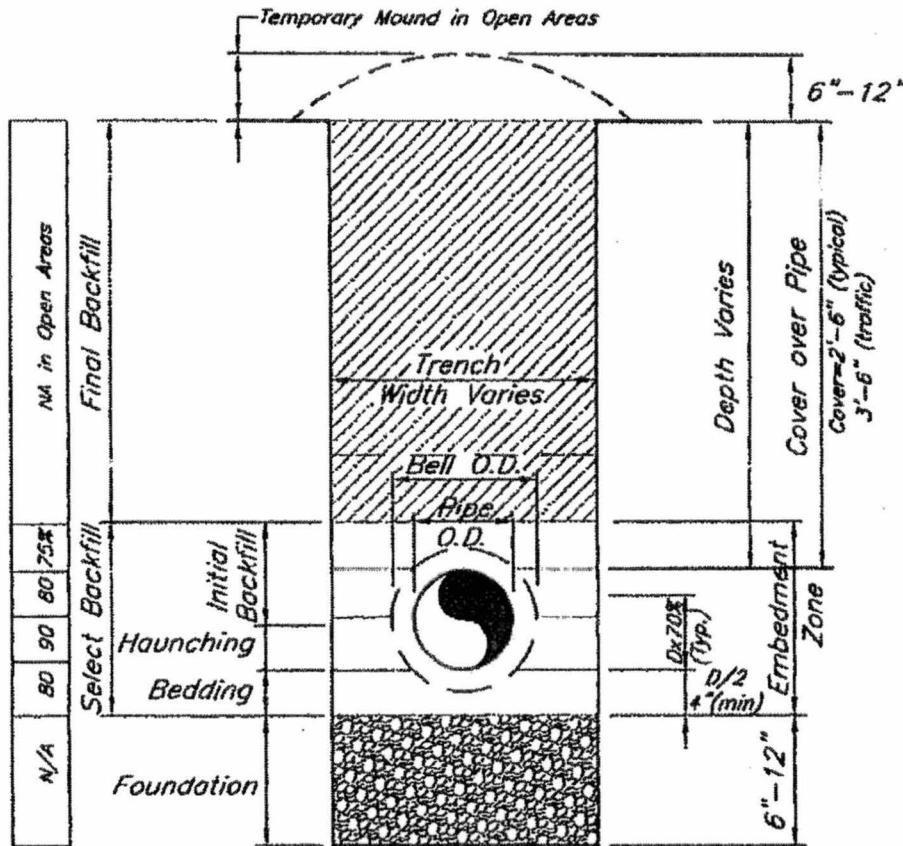 Temporary Mound in Open Areas
6"-12"
NA in Open Areas
Final Backfill
Trench
Width Varies
Depth Varies
Cover over Pipe
Cover=2'-6" (typical)
3'-6" (traffic)
Bell O.D.
Pipe
O.D.
75%
80
90
80
N/A
Select Backfill
Initial
Backfill
Haunching
Bedding
Foundation
Dx70%
(Typ.)
D/2
4"(min)
Embedment
Zone
6"-12"